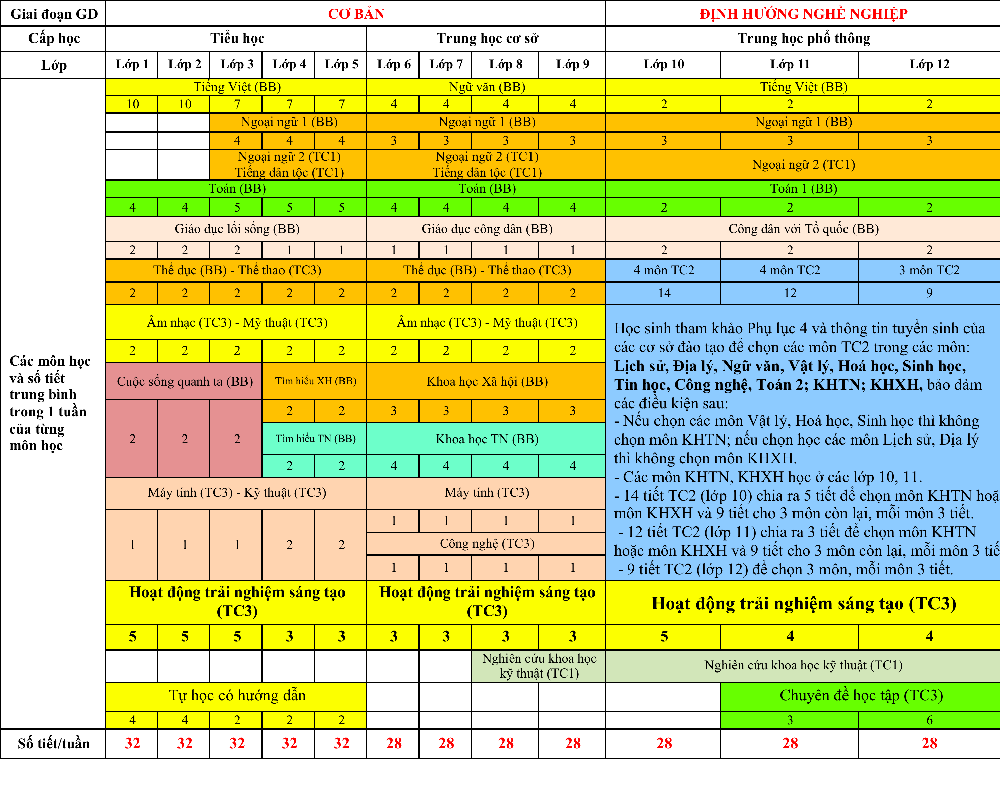 Giai đoạn GD CƠ BẢN ĐỊNH HƯỚNG NGHỀ NGHIỆP
Cấp học Tiểu học Trung học cơ sở Trung học phổ thông
Lớp Lớp 1 Lớp 2 Lớp 3 Lớp 4 Lớp 5 Lớp 6 Lớp 7 Lớp 8 Lớp 9 Lớp 10 Lớp 11 Lớp 12
Các môn học
và số tiết
trung bình
trong 1 tuần
của từng
môn học
Tiếng Việt (BB) Ngữ văn (BB) Tiếng Việt (BB)
10 10 7 7 7 4 4 4 4 2 2 2
Ngoại ngữ 1 (BB) Ngoại ngữ 1 (BB) Ngoại ngữ 1 (BB)
4 4 4 3 3 3 3 3 3 3
Ngoại ngữ 2 (TC1) Ngoại ngữ 2 (TC1) Ngoại ngữ 2 (TC1)
Tiếng dân tộc (TC1) Tiếng dân tộc (TC1)
Toán (BB) Toán (BB) Toán 1 (BB)
4 4 5 5 5 4 4 4 4 2 2 2
Giáo dục lối sống (BB) Giáo dục công dân (BB) Công dân với Tổ quốc (BB)
2 2 2 1 1 1 1 1 1 2 2 2
Thể dục (BB) - Thể thao (TC3) Thể dục (BB) - Thể thao (TC3) 4 môn TC2 4 môn TC2 3 môn TC2
2 2 2 2 2 2 2 2 2 14 12 9
Âm nhạc (TC3) - Mỹ thuật (TC3) Âm nhạc (TC3) - Mỹ thuật (TC3)
2 2 2 2 2 2 2 2 2
Cuộc sống quanh ta (BB) Tìm hiểu XH (BB) Khoa học Xã hội (BB)
2 2 3 3 3 3
2 2 2 Tìm hiểu TN (BB) Khoa học TN (BB)
2 2 4 4 4 4
Máy tính (TC3) - Kỹ thuật (TC3) Máy tính (TC3)
1 1 1 1
1 1 1 2 2 Công nghệ (TC3)
1 1 1 1
Học sinh tham khảo Phụ lục 4 và thông tin tuyển sinh của
các cơ sở đào tạo để chọn các môn TC2 trong các môn:
Lịch sử, Địa lý, Ngữ văn, Vật lý, Hoá học, Sinh học,
Tin học, Công nghệ, Toán 2; KHTN; KHXH, bảo đảm
các điều kiện sau:
- Nếu chọn các môn Vật lý, Hoá học, Sinh học thì không
chọn môn KHTN; nếu chọn học các môn Lịch sử, Địa lý
thì không chọn môn KHXH.
- Các môn KHTN, KHXH học ở các lớp 10, 11.
- 14 tiết TC2 (lớp 10) chia ra 5 tiết để chọn môn KHTN
môn KHXH và 9 tiết cho 3 môn còn lại, mỗi môn 3 tiết.
- 12 tiết TC2 (lớp 11) chia ra 3 tiết để chọn môn KHTN
hoặc môn KHXH và 9 tiết cho 3 môn còn lại, mỗi môn 3
- 9 tiết TC2 (lớp 12) để chọn 3 môn, mỗi môn 3 tiết.
Hoạt động trải nghiệm sáng tạo Hoạt động trải nghiệm sáng tạo Hoạt động trải nghiệm sáng tạo (TC3)
(TC3) (TC3)
5 5 5 3 3 3 3 3 3 5 4 4
Nghiên cứu khoa học Nghiên cứu khoa học kỹ thuật (TC1)
kỹ thuật (TC1)
Tự học có hướng dẫn Chuyên đề học tập (TC3)
4 4 2 2 2 3 6
Số tiết/tuần 32 32 32 32 32 28 28 28 28 28 28 28